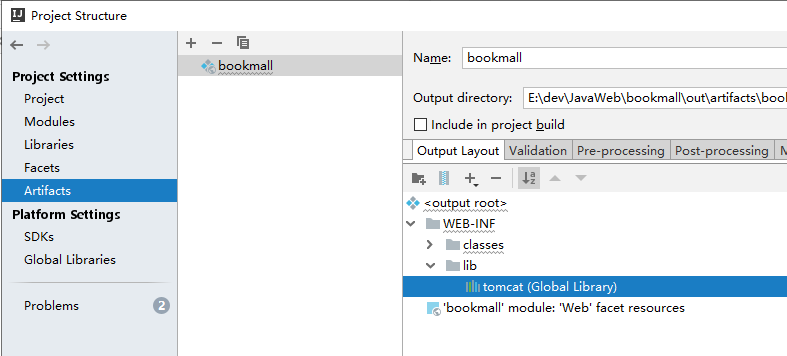 Project Structure
Project Settings
Project
Modules
Libraries
Facets
Artifacts
Platform Settings
SDKs
Global Libraries
Problems 2
bookmall
Name: bookmall
Output directory: E:\dev\JavaWeb\bookmall\out\artifacts\boo
Include in project build
Output Layout Validation Pre-processing Post-processing M
<output root>
WEB-INF
classes
lib
tomcat (Global Library)
'bookmall' module: 'Web' facet resources